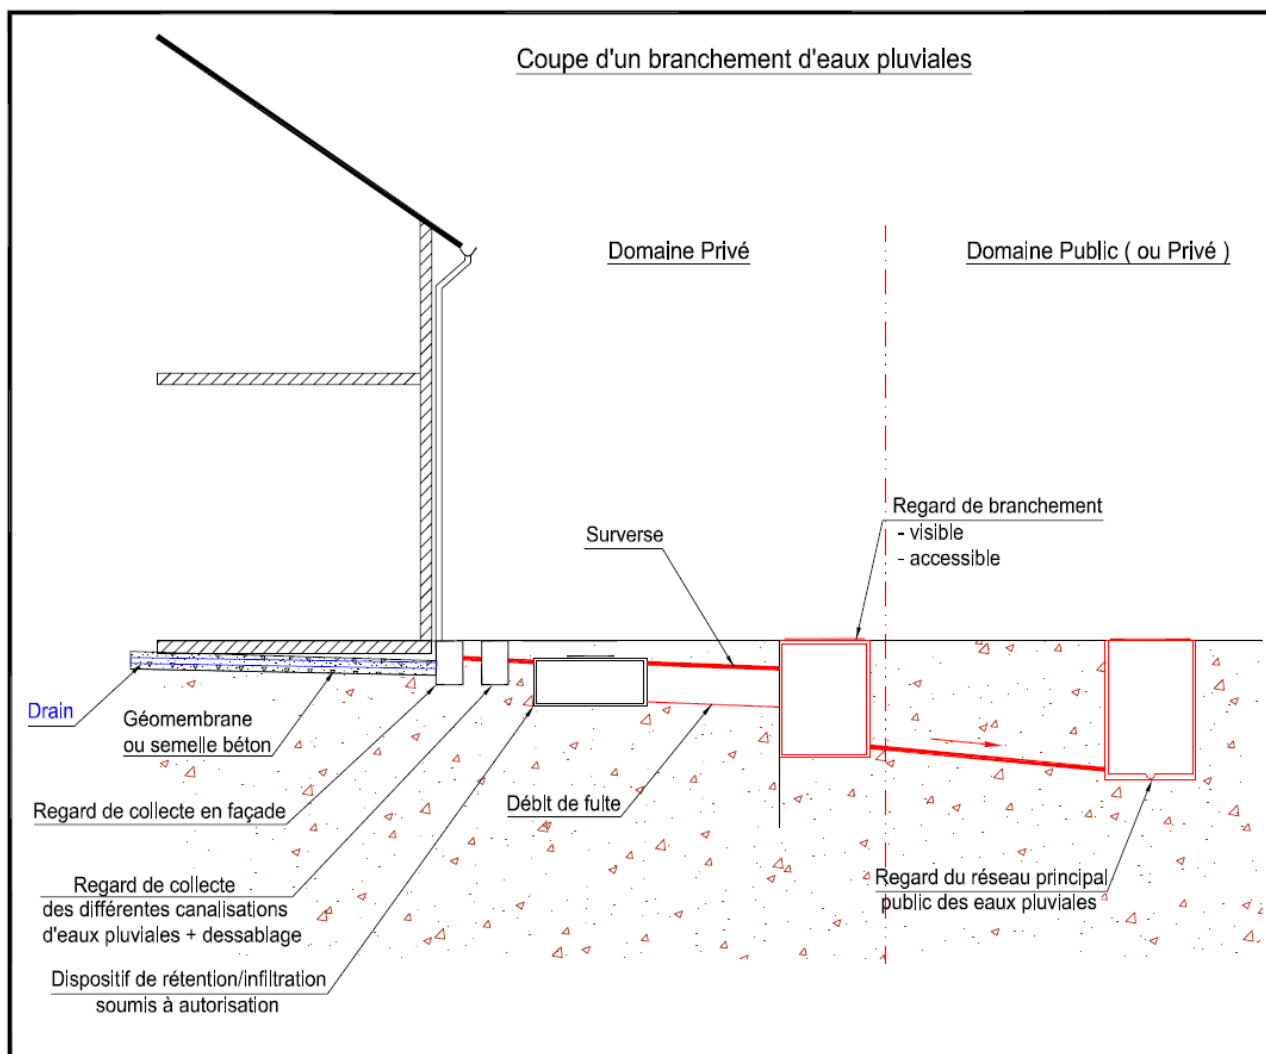 Coupe d'un branchement d'eaux pluviales
Domaine Privé
Domaine Public ( ou Privé )
Regard de branchement
- visible
- accessible
Surverse
Drain
Géomembrane
ou semelle béton
Regard de collecte en façade
Débit de fuite
Regard de collecte
des différentes canalisations
d'eaux pluviales + dessablage
Regard du réseau principal
public des eaux pluviales
Dispositif de rétention/infiltration
soumis à autorisation